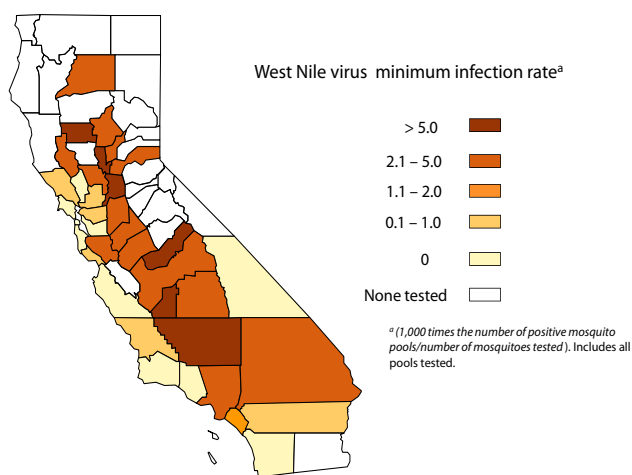 West Nile virus minimum infection rateᵃ
> 5.0
2.1 – 5.0
1.1 – 2.0
0.1 – 1.0
0
None tested
ᵃ (1,000 times the number of positive mosquito
pools/number of mosquitoes tested ). Includes all
pools tested.